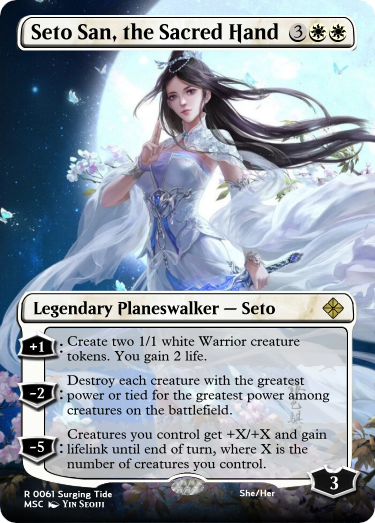 Seto San, the Sacred Hand 3
Legendary Planeswalker — Seto
+1: Create two 1/1 white Warrior creature
tokens. You gain 2 life.
-2: Destroy each creature with the greatest
power or tied for the greatest power among
creatures on the battlefield.
-5: Creatures you control get +X/+X and gain
lifelink until end of turn, where X is the
number of creatures you control.
3
R 0061 Surging Tide
She/Her
MSC Yin Seoiti